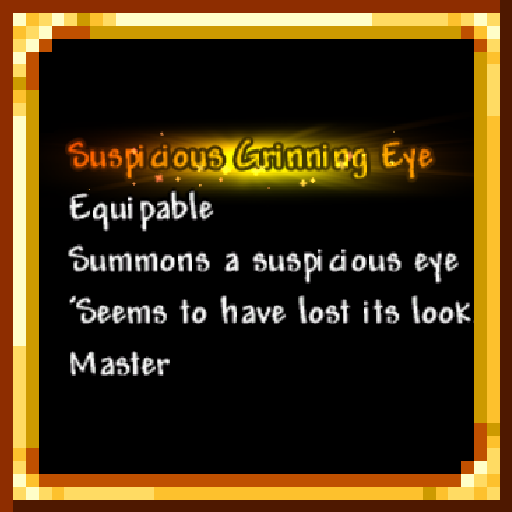 Suspicious Grinning Eye
Equipable
Summons a suspicious eye
'Seems to have lost its look
Master